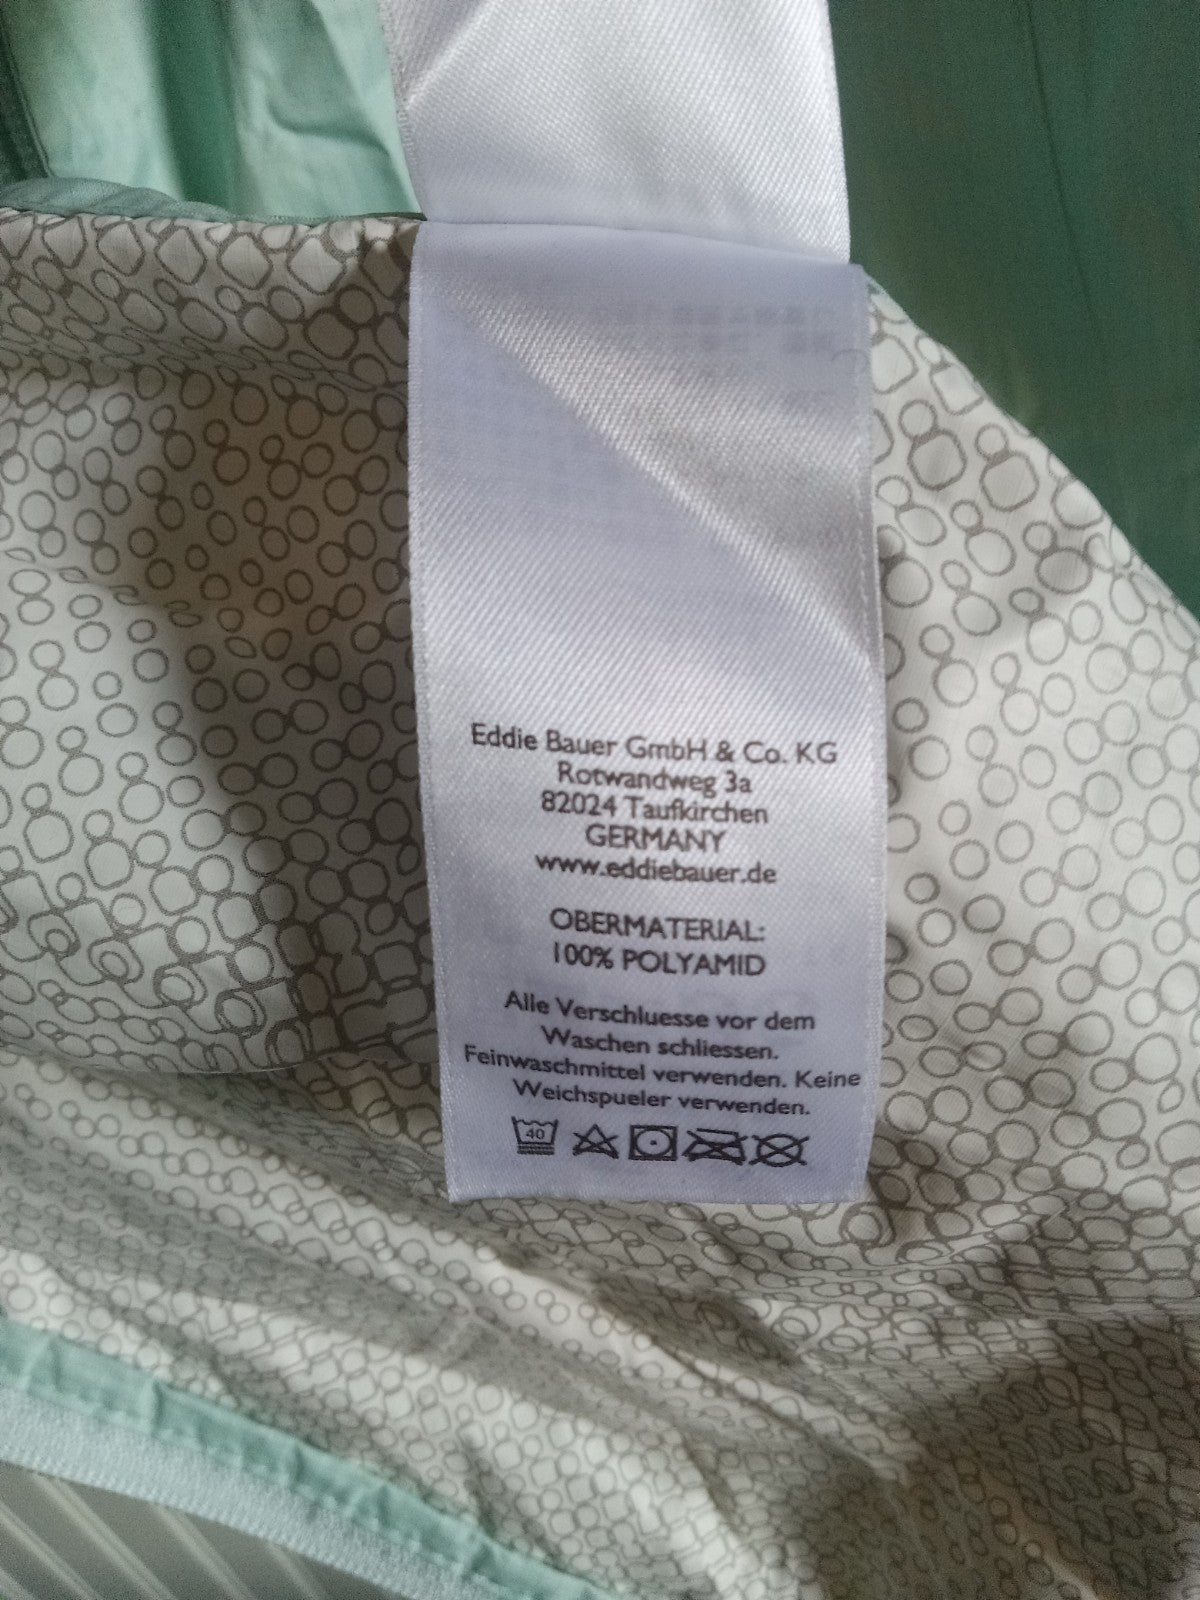 Eddie Bauer GmbH & Co. KG
Rotwandweg 3a
82024 Taufkirchen
GERMANY
www.eddiebauer.de
OBERMATERIAL:
100% POLYAMID
Alle Verschluesse vor dem
Waschen schliessen.
Feinwaschmittel verwenden. Keine
Weichspueler verwenden.
40